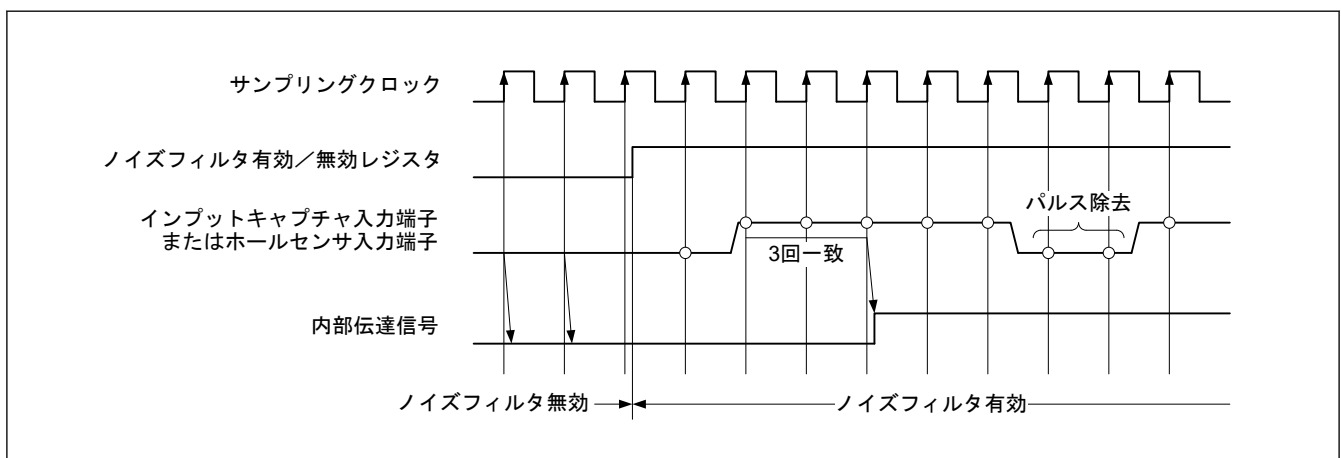 サンプリングクロック
ノイズフィルタ有効／無効レジスタ
インプットキャプチャ入力端子
またはホールセンサ入力端子
パルス除去
3回一致
内部伝達信号
ノイズフィルタ無効
ノイズフィルタ有効